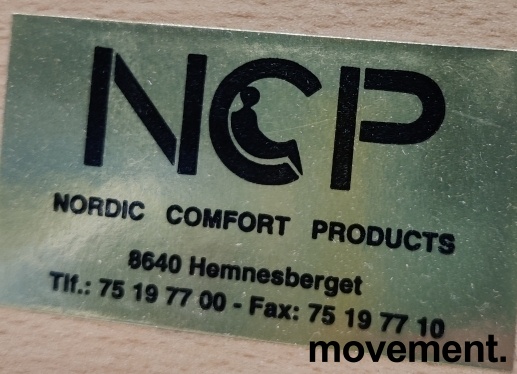 NCP
NORDIC COMFORT PRODUCTS
8640 Hemnesberget
Tlf.: 75 19 77 00 - Fax: 75 19 77 10
movement.